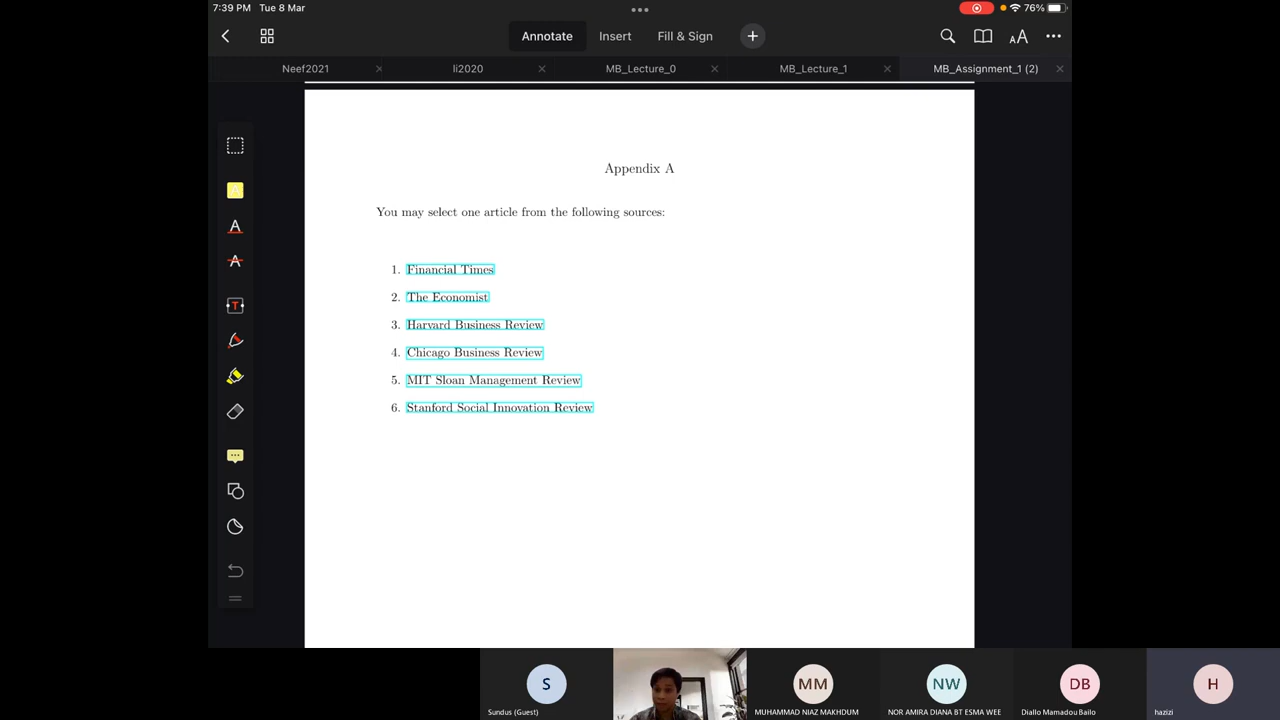 7:39 PM Tue 8 Mar
76%
Annotate Insert Fill & Sign
Neef2021 li2020 MB_Lecture_0 MB_Lecture_1 MB_Assignment_1 (2)
Appendix A
You may select one article from the following sources:
1. Financial Times
2. The Economist
3. Harvard Business Review
4. Chicago Business Review
5. MIT Sloan Management Review
6. Stanford Social Innovation Review
S MM NW DB H
Sundus (Guest) MUHAMMAD NIAZ MAKHDUM NOR AMIRA DIANA BT ESMA WEE Diallo Mamadou Bailo hazizi